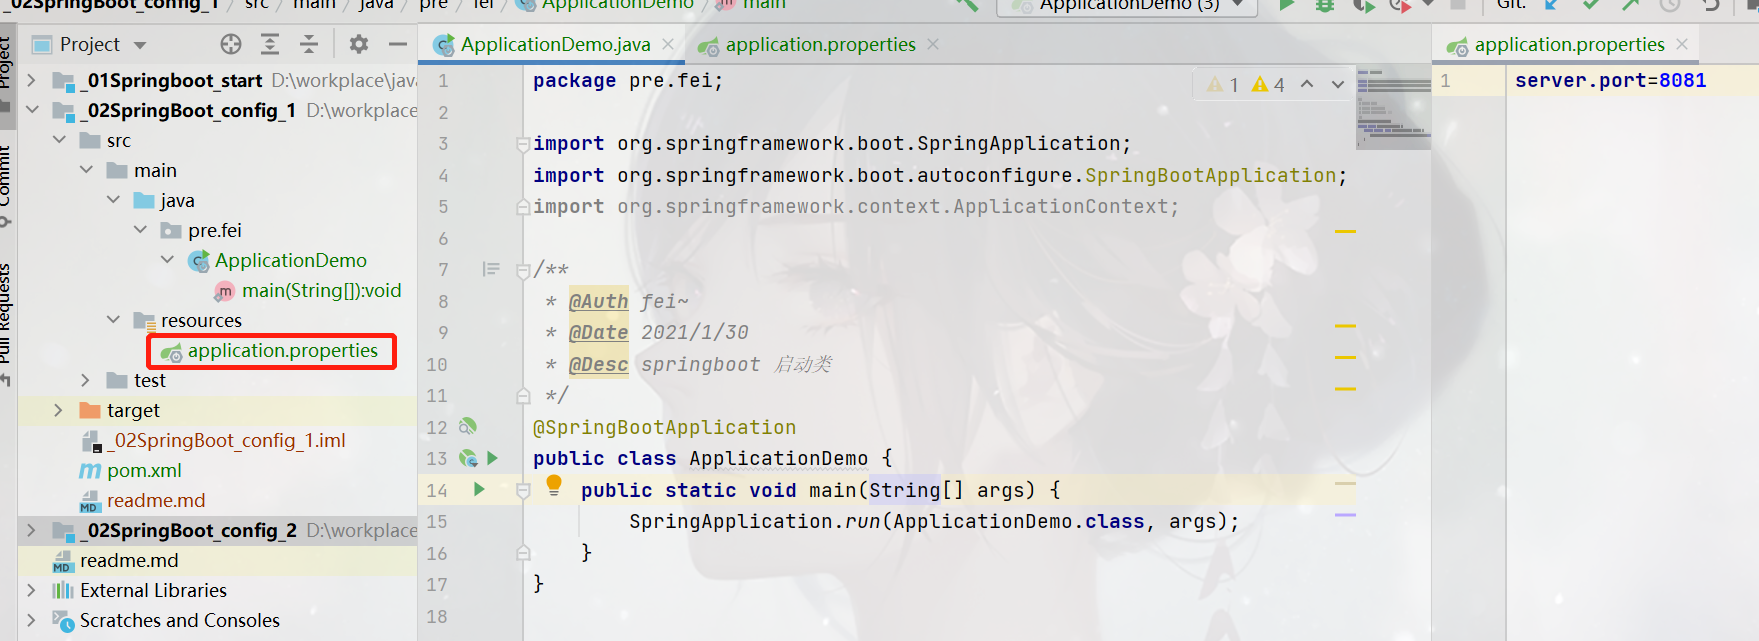 _02SpringBoot_config_1 / src / main / java / pre / fei / ApplicationDemo / main
ApplicationDemo (3)
Git:
Project
ApplicationDemo.java
application.properties
application.properties
Project
Commit
Pull Requests
_01Springboot_start D:\workplace\java
_02SpringBoot_config_1 D:\workplace
src
main
java
pre.fei
ApplicationDemo
main(String[]):void
resources
application.properties
test
target
_02SpringBoot_config_1.iml
pom.xml
readme.md
_02SpringBoot_config_2 D:\workplace
readme.md
External Libraries
Scratches and Consoles
1 4
1 package pre.fei;
2
3 import org.springframework.boot.SpringApplication;
4 import org.springframework.boot.autoconfigure.SpringBootApplication;
5 import org.springframework.context.ApplicationContext;
6
7 /**
8 * @Auth fei~
9 * @Date 2021/1/30
10 * @Desc springboot 启动类
11 */
12 @SpringBootApplication
13 public class ApplicationDemo {
14 public static void main(String[] args) {
15 SpringApplication.run(ApplicationDemo.class, args);
16 }
17 }
18
1 server.port=8081